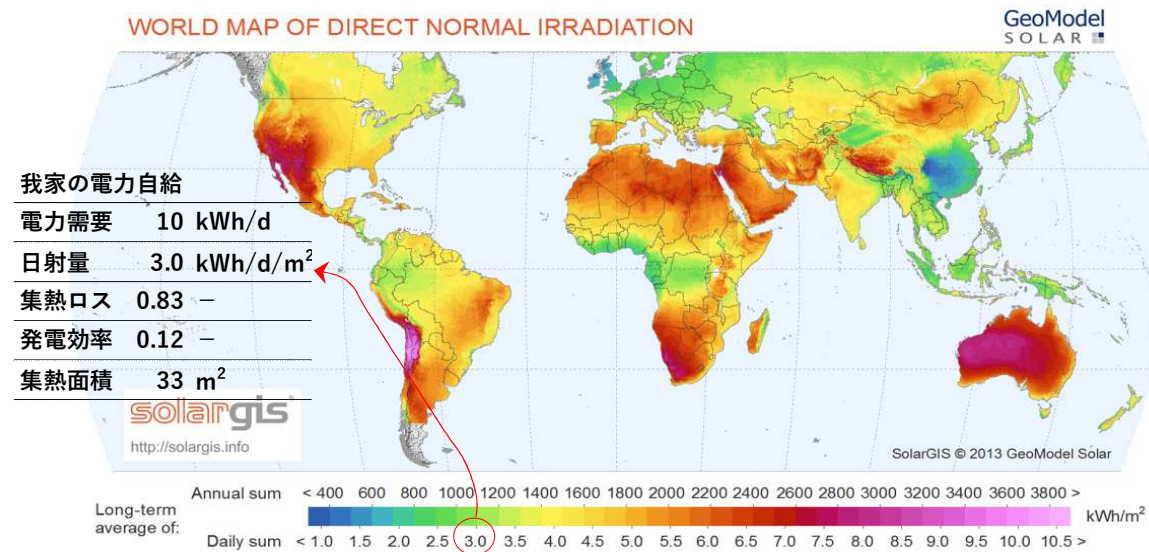 WORLD MAP OF DIRECT NORMAL IRRADIATION
GeoModel
SOLAR
我家の電力自給
電力需要 10 kWh/d
日射量 3.0 kWh/d/m²
集熱ロス 0.83 −
発電効率 0.12 −
集熱面積 33 m²
solargis
http://solargis.info
SolarGIS © 2013 GeoModel Solar
Annual sum < 400 600 800 1000 1200 1400 1600 1800 2000 2200 2400 2600 2800 3000 3200 3400 3600 3800 >
Long-term
average of:
kWh/m²
Daily sum < 1.0 1.5 2.0 2.5 3.0 3.5 4.0 4.5 5.0 5.5 6.0 6.5 7.0 7.5 8.0 8.5 9.0 9.5 10.0 10.5 >